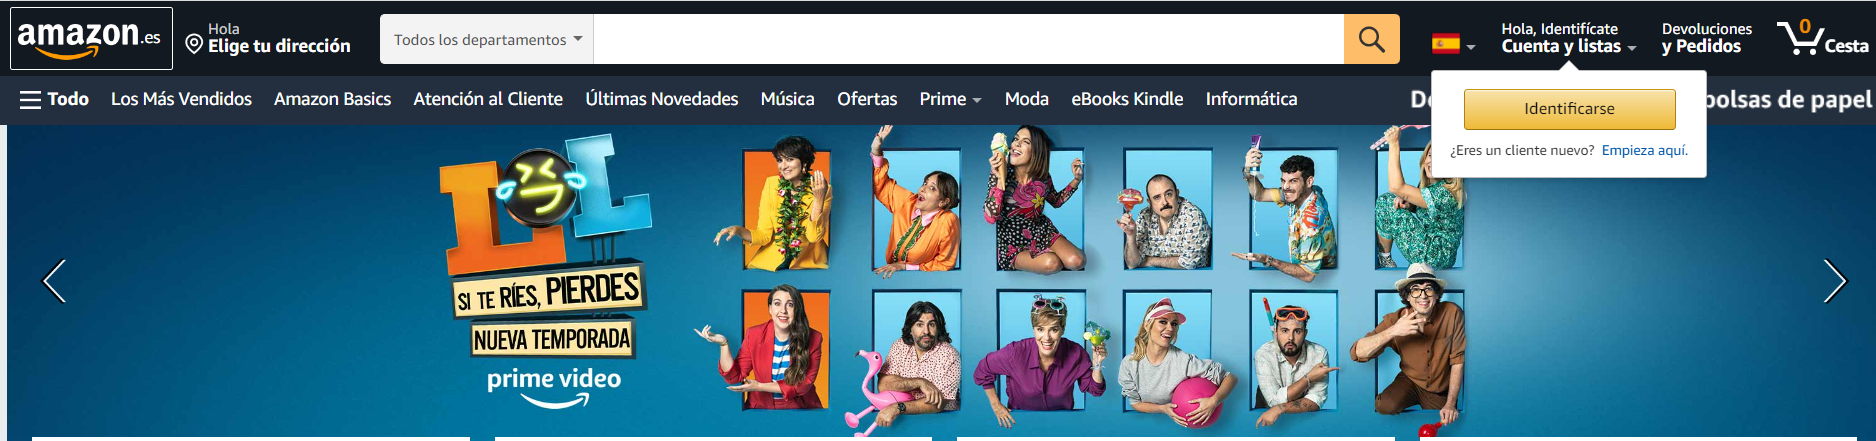 amazon.es
Hola
Elige tu dirección
Todos los departamentos
Hola, Identifícate
Cuenta y listas
Devoluciones
y Pedidos
0
Cesta
Todo
Los Más Vendidos
Amazon Basics
Atención al Cliente
Últimas Novedades
Música
Ofertas
Prime
Moda
eBooks Kindle
Informática
bolsas de papel
Identificarse
¿Eres un cliente nuevo? Empieza aquí.
LOL
SI TE RÍES, PIERDES
NUEVA TEMPORADA
prime video